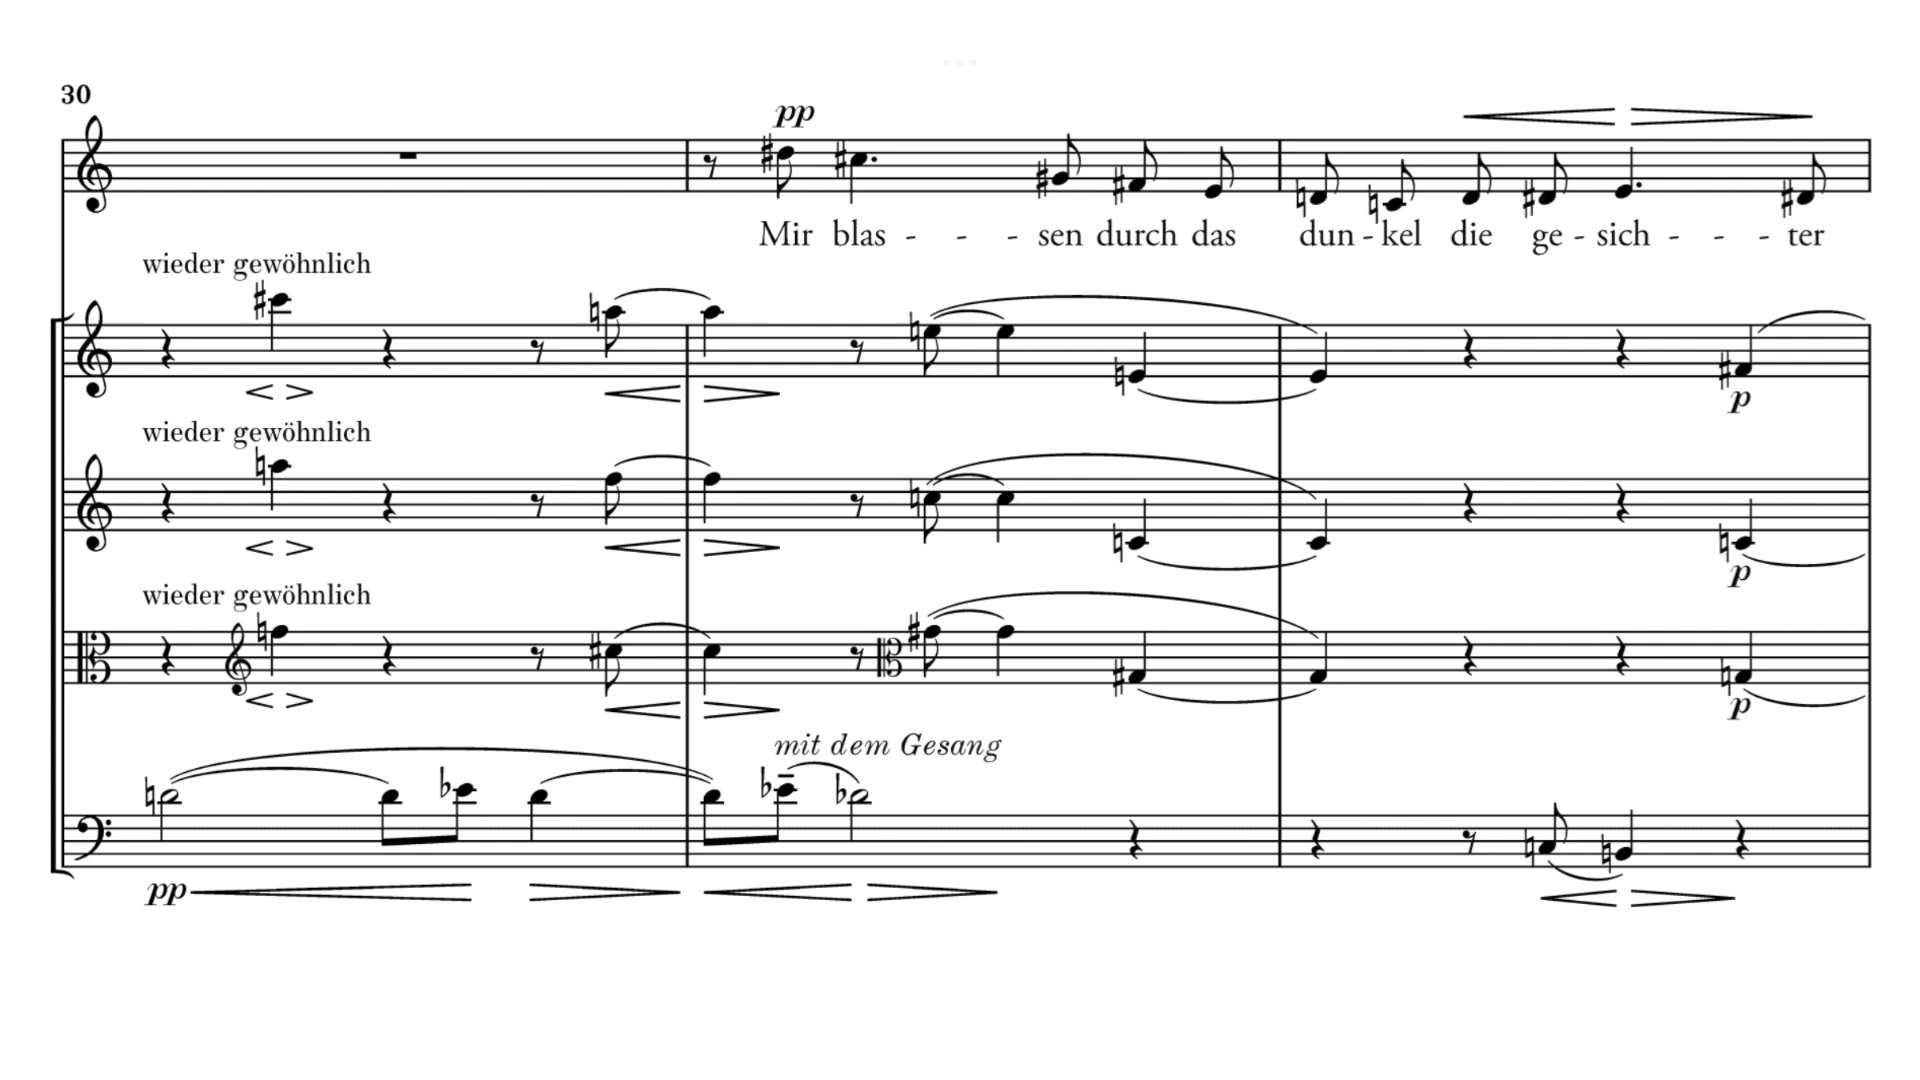 30
pp
Mir blas - - - sen durch das dun - kel die ge - sich - - - ter
wieder gewöhnlich
p
wieder gewöhnlich
p
wieder gewöhnlich
p
mit dem Gesang
pp